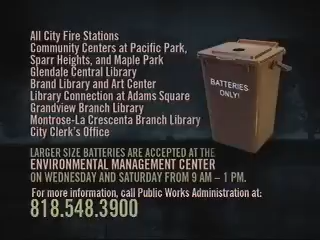 All City Fire Stations
Community Centers at Pacific Park,
Sparr Heights, and Maple Park
Glendale Central Library
Brand Library and Art Center
Library Connection at Adams Square
Grandview Branch Library
Montrose-La Crescenta Branch Library
City Clerk's Office
BATTERIES
ONLY!
LARGER SIZE BATTERIES ARE ACCEPTED AT THE
ENVIRONMENTAL MANAGEMENT CENTER
ON WEDNESDAY AND SATURDAY FROM 9 AM – 1 PM.
For more information, call Public Works Administration at:
818.548.3900